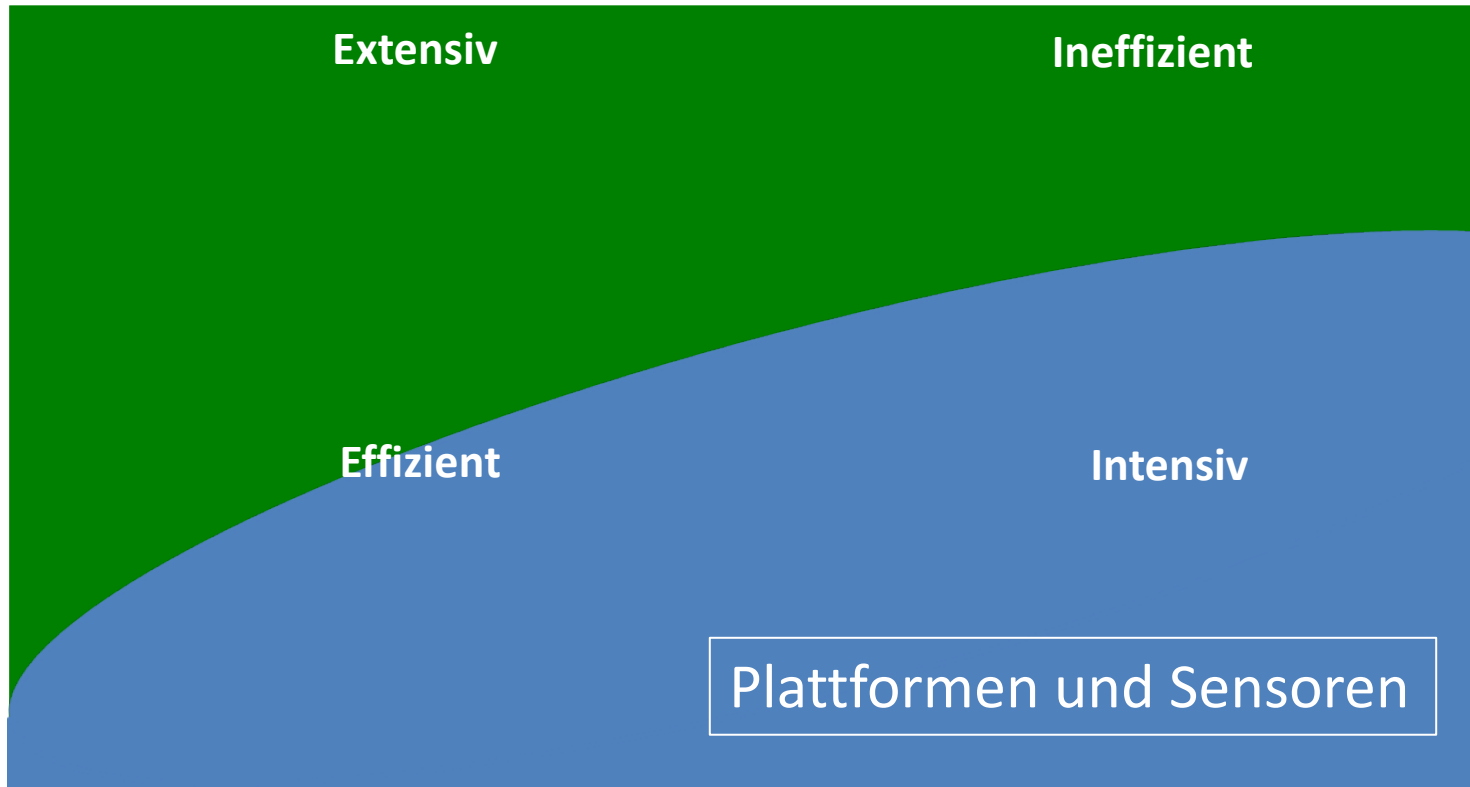 Extensiv
Ineffizient
Effizient
Intensiv
Plattformen und Sensoren